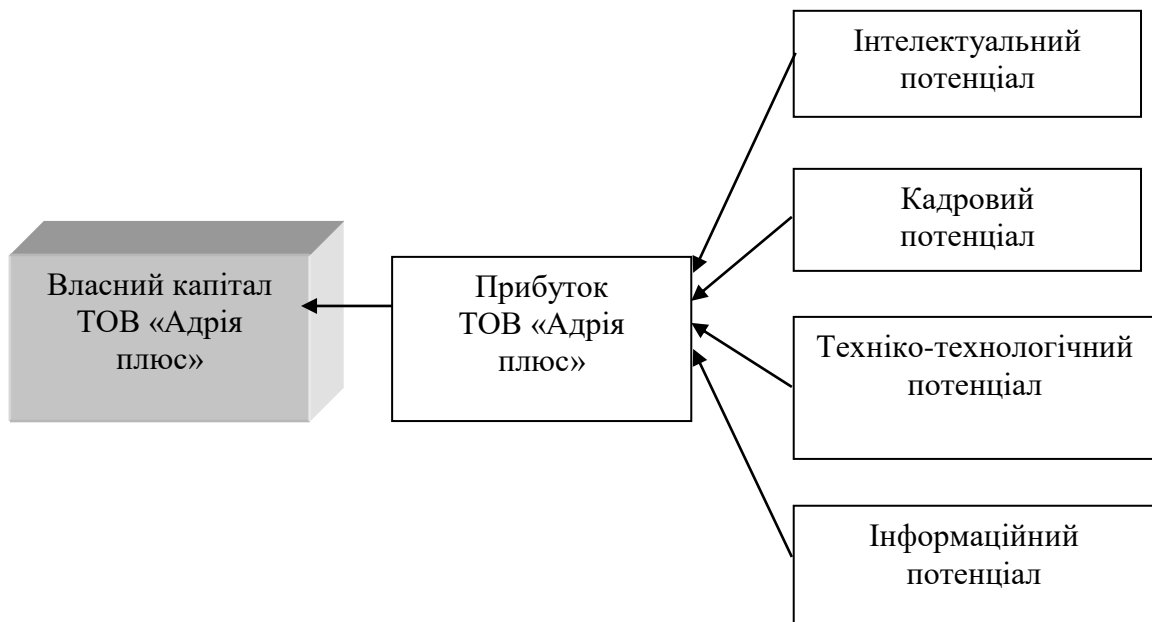 Власний капітал
ТОВ «Адрія
плюс»
Прибуток
ТОВ «Адрія
плюс»
Інтелектуальний
потенціал
Кадровий
потенціал
Техніко-технологічний
потенціал
Інформаційний
потенціал